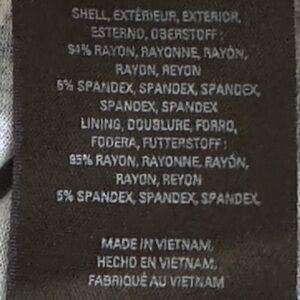 SHELL, EXTÉRIEUR, EXTERIOR,
ESTERNO, OBERSTOFF:
94% RAYON, RAYONNE, RAYÓN,
RAYON, REYON
6% SPANDEX, SPANDEX, SPANDEX,
SPANDEX, SPANDEX
LINING, DOUBLURE, FORRO,
FODERA, FUTTERSTOFF:
95% RAYON, RAYONNE, RAYÓN,
RAYON, REYON
5% SPANDEX, SPANDEX, SPANDEX,
MADE IN VIETNAM,
HECHO EN VIETNAM,
FABRIQUÉ AU VIETNAM